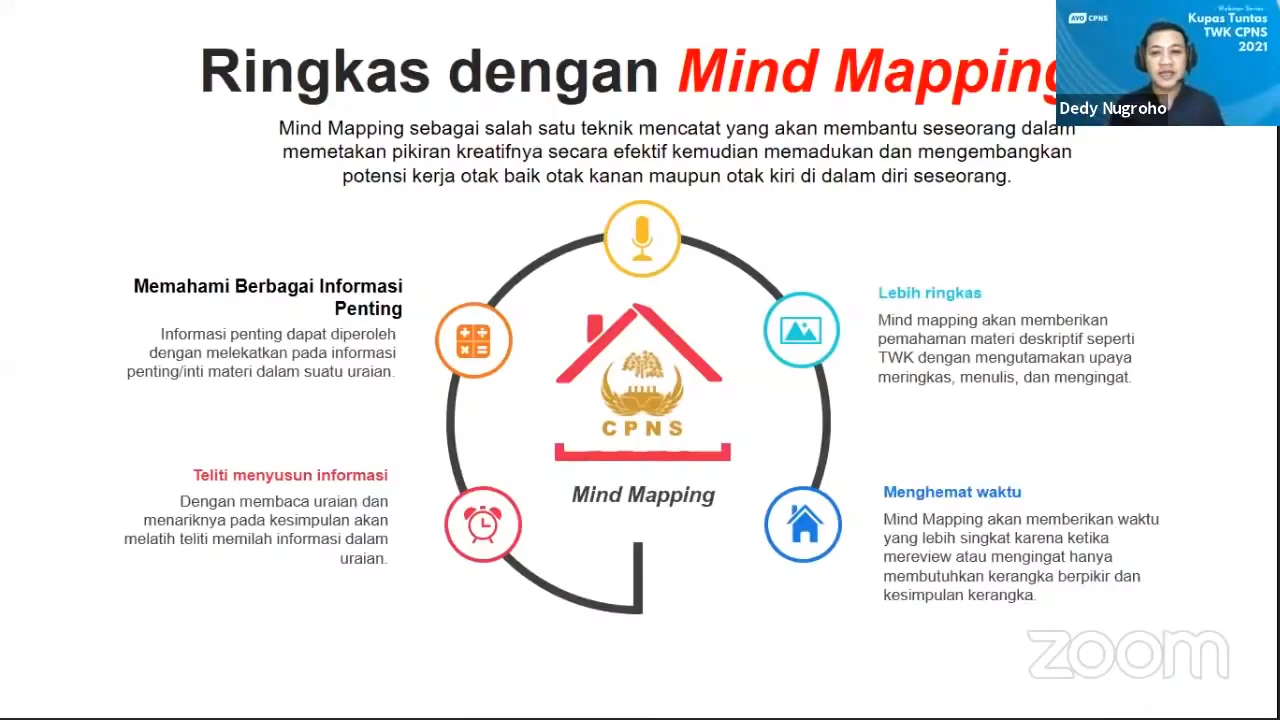 Ringkas dengan Mind Mapping
Mind Mapping sebagai salah satu teknik mencatat yang akan membantu seseorang dalam
memetakan pikiran kreatifnya secara efektif kemudian memadukan dan mengembangkan
potensi kerja otak baik otak kanan maupun otak kiri di dalam diri seseorang.
AYO CPNS
Webinar Series
Kupas Tuntas
TWK CPNS
2021
Dedy Nugroho
Memahami Berbagai Informasi
Penting
Informasi penting dapat diperoleh
dengan melekatkan pada informasi
penting/inti materi dalam suatu uraian.
Teliti menyusun informasi
Dengan membaca uraian dan
menariknya pada kesimpulan akan
melatih teliti memilah informasi dalam
uraian.
CPNS
Mind Mapping
Lebih ringkas
Mind mapping akan memberikan
pemahaman materi deskriptif seperti
TWK dengan mengutamakan upaya
meringkas, menulis, dan mengingat.
Menghemat waktu
Mind Mapping akan memberikan waktu
yang lebih singkat karena ketika
mereview atau mengingat hanya
membutuhkan kerangka berpikir dan
kesimpulan kerangka.
zoom